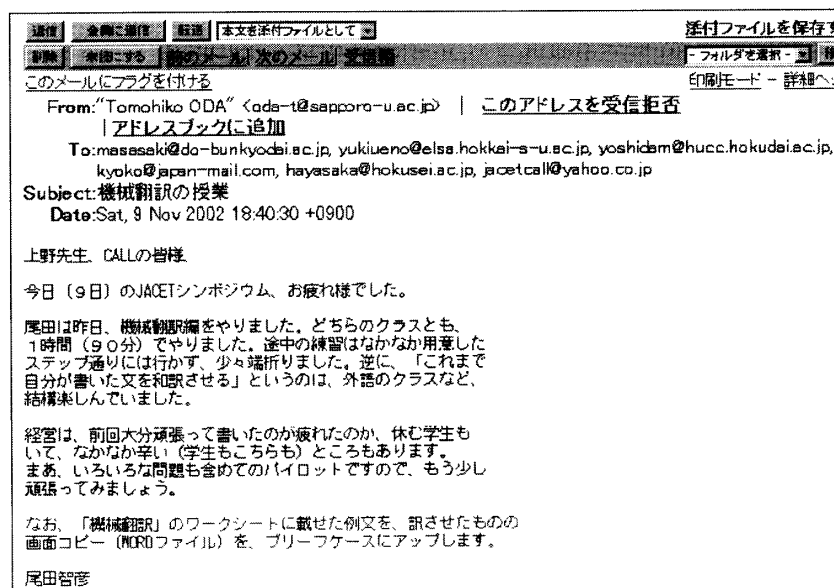 返信 全員に返信 転送 本文を添付ファイルとして 添付ファイルを保存す
削除 未読にする 前のメール 次のメール 受信箱 - フォルダを選択 -
このメールにフラグを付ける 印刷モード - 詳細へ
From:"Tomohiko ODA" <oda-t@sapporo-u.ac.jp> | このアドレスを受信拒否
| アドレスブックに追加
To:masasaki@do-bunkyodai.ac.jp, yukiueno@elsa.hokkai-s-u.ac.jp, yoshidam@hucc.hokudai.ac.jp,
kyoko@japan-mail.com, hayasaka@hokusei.ac.jp, jacetcall@yahoo.co.jp
Subject:機械翻訳の授業
Date:Sat, 9 Nov 2002 18:40:30 +0900
上野先生、CALLの皆様
今日(9日)のJACETシンポジウム、お疲れ様でした。
尾田は昨日、機械翻訳編をやりました。どちらのクラスとも、
1時間(90分)でやりました。途中の練習はなかなか用意した
ステップ通りには行かず、少々端折りました。逆に、「これまで
自分が書いた文を和訳させる」というのは、外語のクラスなど、
結構楽しんでいました。
経営は、前回大分頑張って書いたのが疲れたのか、休む学生も
いて、なかなか辛い(学生もこちらも)ところもあります。
まあ、いろいろな問題も含めてのパイロットですので、もう少し
頑張ってみましょう。
なお、「機械翻訳」のワークシートに載せた例文を、訳させたものの
画面コピー(WORDファイル)を、ブリーフケースにアップします。
尾田智彦